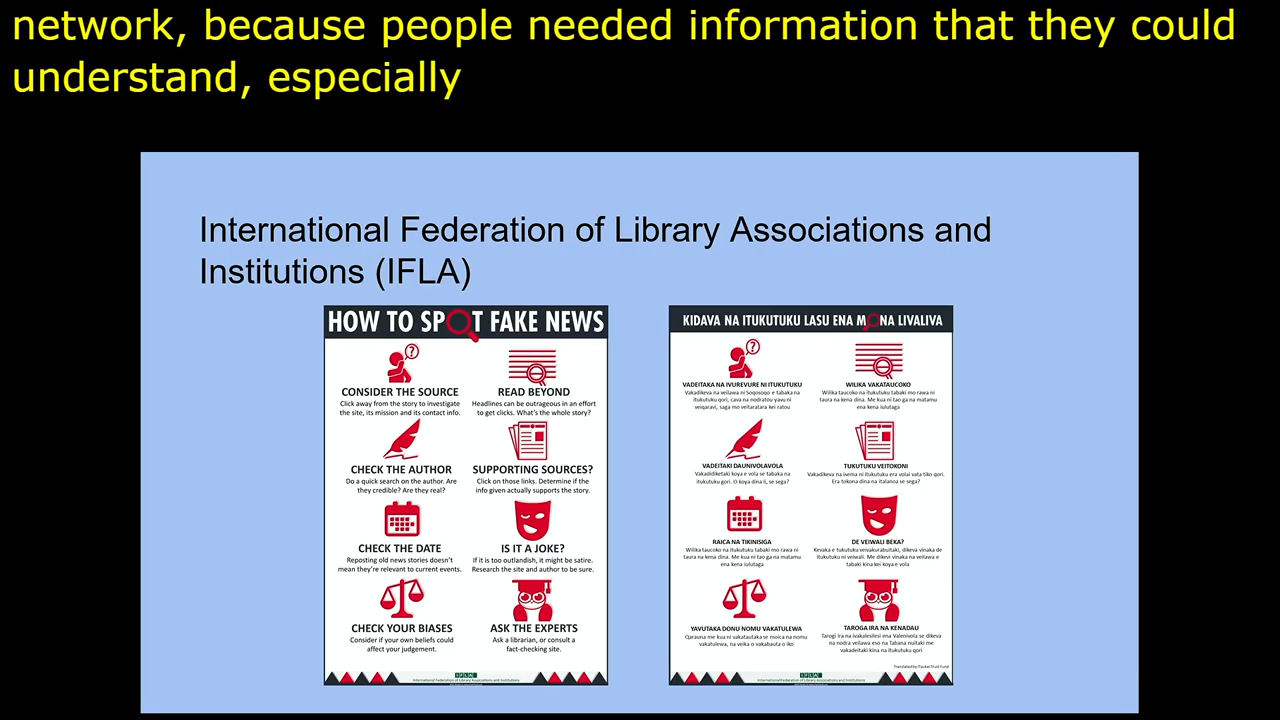 network, because people needed information that they could
understand, especially
International Federation of Library Associations and
Institutions (IFLA)
HOW TO SPOT FAKE NEWS
CONSIDER THE SOURCE
Click away from the story to investigate
the site, its mission and its contact info.
READ BEYOND
Headlines can be outrageous in an effort
to get clicks. What's the whole story?
CHECK THE AUTHOR
Do a quick search on the author. Are
they credible? Are they real?
SUPPORTING SOURCES?
Click on those links. Determine if the
info given actually supports the story.
CHECK THE DATE
Reposting old news stories doesn't
mean they're relevant to current events.
IS IT A JOKE?
If it is too outlandish, it might be satire.
Research the site and author to be sure.
CHECK YOUR BIASES
Consider if your own beliefs could
affect your judgement.
ASK THE EXPERTS
Ask a librarian, or consult a
fact-checking site.
IFLA
International Federation of Library Associations and Institutions
KIDAVA NA ITUKUTUKU LASU ENA MONA LIVALIVA
VADEITAKA NA IVUREVURE NI ITUKUTUKU
Vakadikeva na veilawa ni Soqosoqo e tabaka na
itukutuku qori, cava na nodratou yavu ni
veiqaravi, saga mo veitaratara kei ratou
WILIKA VAKATAUCOKO
Wilika taucoko na itukutuku tabaki mo rawa ni
taura na kena dina. Me kua ni tao ga na matamu
ena kena iulutaga
VADEITAKI DAUNIVOLAVOLA
Vakadidiketaki koya e vola se tabaka na
itukutuku gori. O koya dina li, se sega?
TUKUTUKU VEITOKONI
Vakadikeva na isema ni itukutuku era volai vata tiko qori.
Era tokona dina na italanoa se sega?
RAICA NA TIKINISIGA
Wilika taucoko na itukutuku tabaki mo rawa ni
taura na kena dina. Me kua ni tao ga na matamu
ena kena iulutaga
DE VEIWALI BEKA?
Kevaka e tukutuku veivakurabuitaki, dikeva vinaka de
itukutuku ni veiwali. Me dikevi vinaka na veilawa e
tabaki kina kei koya e vola
YAVUTAKA DONU NOMU VAKATULEWA
Qarauna me kua ni vakatautaka se moica na nomu
vakatulewa, na veika o vakabauta o iko
TAROGA IRA NA KENADAU
Tarogi ira na ivakalesilesi ena Valenivola se dikeva
na nodra veilawa eso na Tabana nuitaki me
vakadeitaki kina na itukutuku qori
Translated by iTaukei Trust Fund
IFLA
International Federation of Library Associations and Institutions